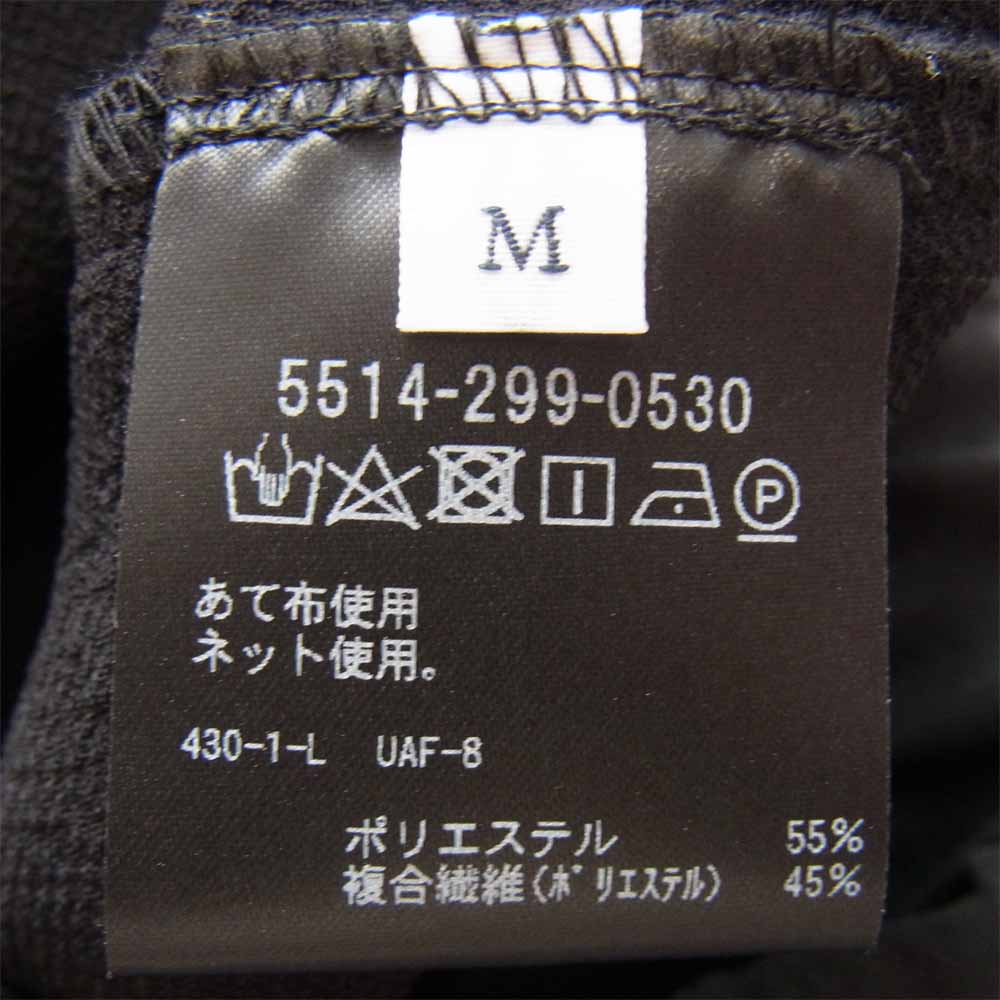 M
5514-299-0530
P
あて布使用
ネット使用。
430-1-L UAF-8
ポリエステル 55%
複合繊維(ポリエステル) 45%